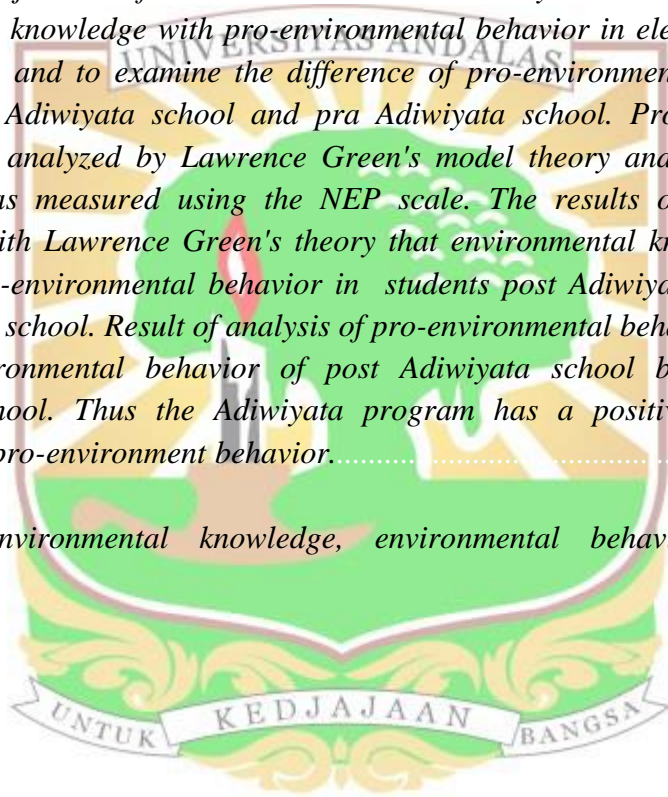 knowledge with pro-environmental behavior in ele
UNIVERSITAS ANDALAS
and to examine the difference of pro-environmen
Adiwiyata school and pra Adiwiyata school. Pro
analyzed by Lawrence Green's model theory and
as measured using the NEP scale. The results o
ith Lawrence Green's theory that environmental kn
-environmental behavior in students post Adiwiya
school. Result of analysis of pro-environmental beha
ronmental behavior of post Adiwiyata school b
hool. Thus the Adiwiyata program has a positiv
pro-environment behavior.
nvironmental knowledge, environmental behav
UNTUK KEDJAJAAN BANGSA